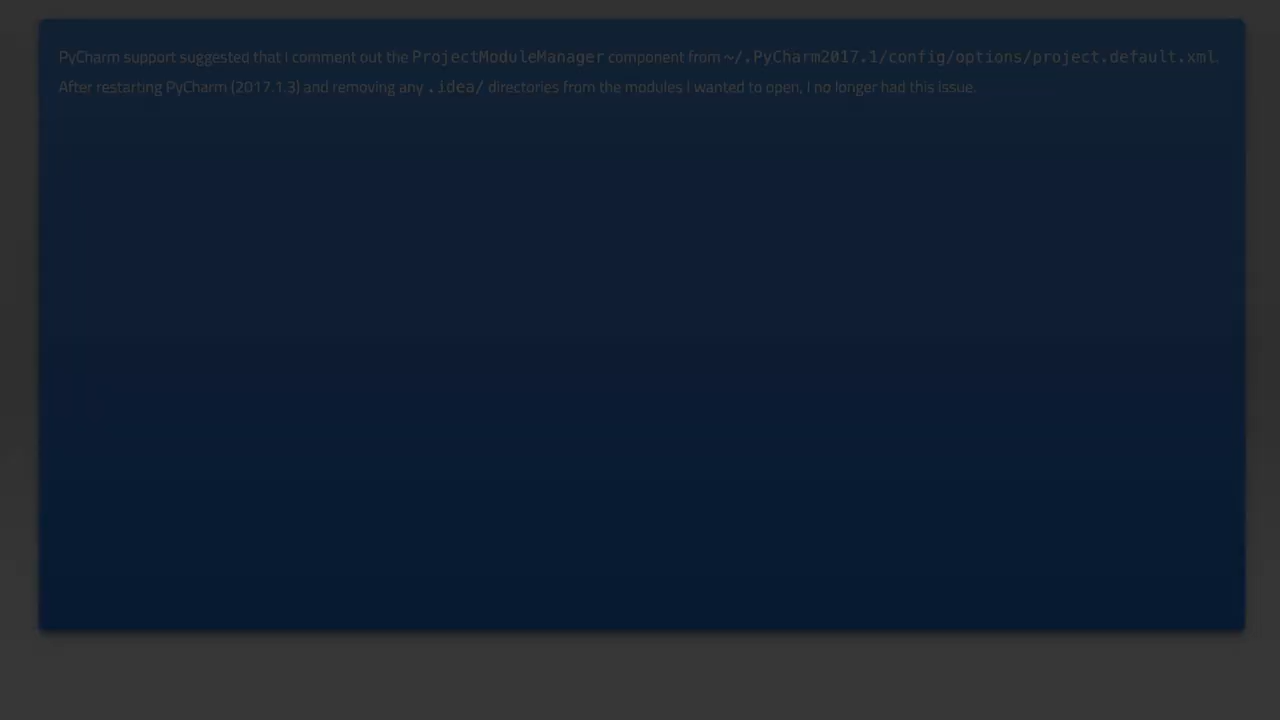 PyCharm support suggested that I comment out the ProjectModuleManager component from ~/.PyCharm2017.1/config/options/project.default.xml.
After restarting PyCharm (2017.1.3) and removing any .idea/ directories from the modules I wanted to open, I no longer had this issue.